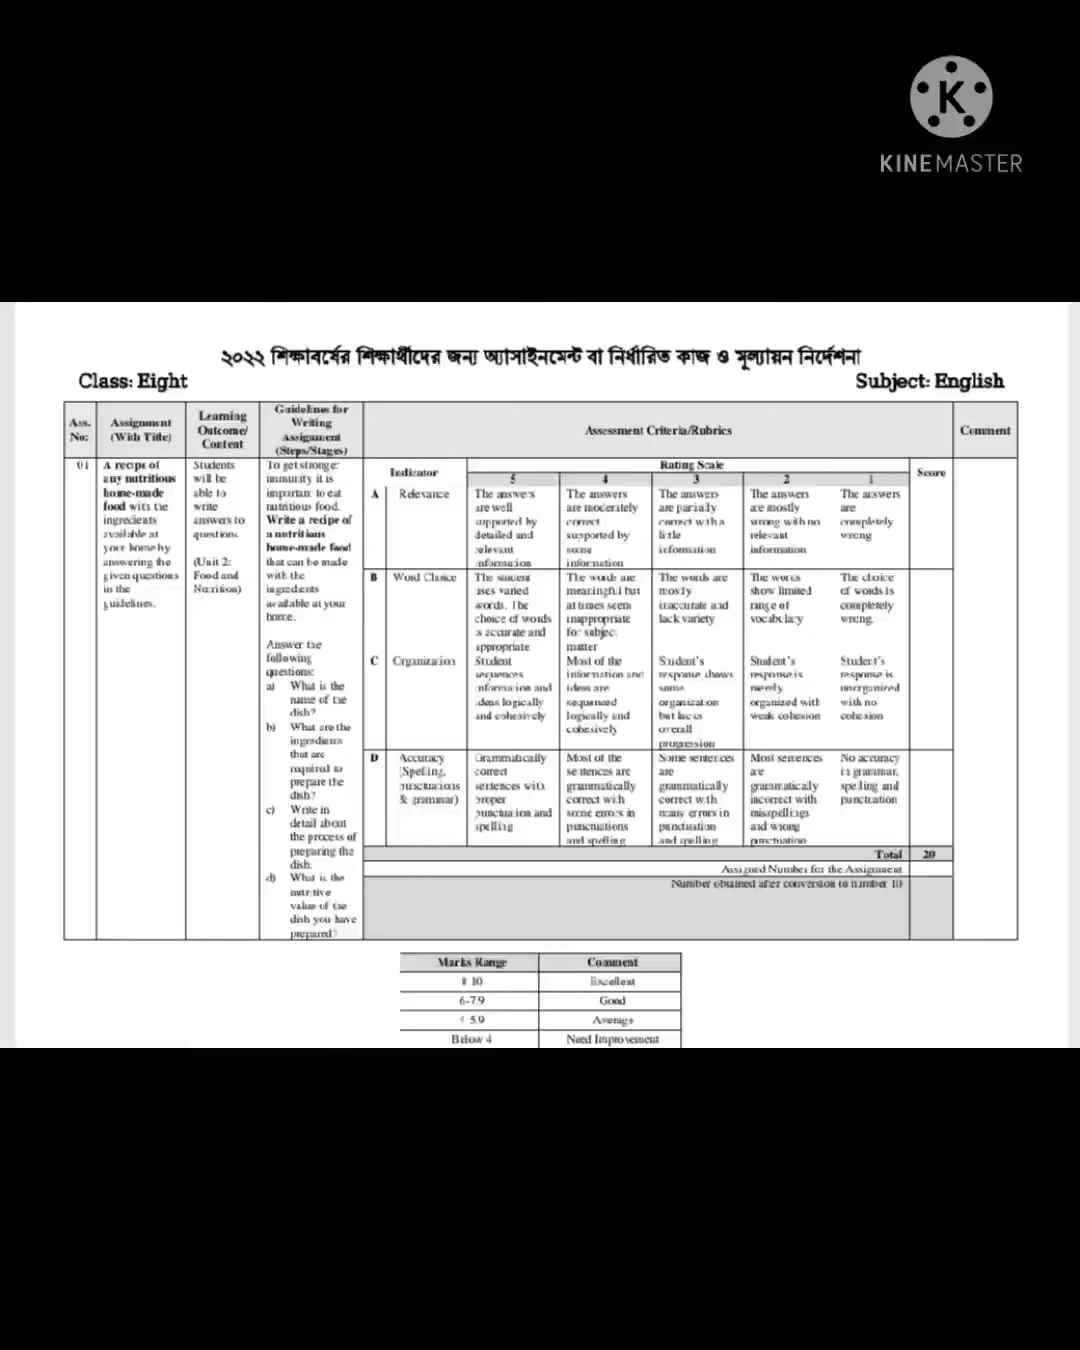 KINEMASTER
২০২২ শিক্ষাবর্ষের শিক্ষার্থীদের জন্য অ্যাসাইনমেন্ট বা নির্ধারিত কাজ ও মূল্যায়ন নির্দেশনা
Class: Eight
Subject: English
Ass. No:
Assignment (With Title)
Learning Outcome/ Content
Guidelines for Writing Assignment (Steps/Stages)
Assessment Criteria/Rubrics
Comment
01
A recipe of
any nutritious
home-made
food with the
ingredients
available at
your home by
answering the
given questions
in the
guidelines.
Students
will be
able to
write
answers to
questions
(Unit 2:
Food and
Nutrition)
To get stronger
immunity it is
important to eat
nutritious food.
Write a recipe of
a nutritious
home-made food
that can be made
with the
ingredients
available at your
home.
Answer the
following
questions:
a) What is the
name of the
dish?
b) What are the
ingredients
that are
required to
prepare the
dish?
c) Write in
detail about
the process of
preparing the
dish.
d) What is the
nutritive
value of the
dish you have
prepared?
Indicator
Rating Scale
Score
5 4 3 2 1
A
Relevance
The answers
are well
supported by
detailed and
relevant
information
The answers
are moderately
correct
supported by
some
information
The answers
are partially
correct with a
little
information
The answers
are mostly
wrong with no
relevant
information
The answers
are
completely
wrong
B
Word Choice
The student
uses varied
words. The
choice of words
is accurate and
appropriate
The words are
meaningful but
at times seem
inappropriate
for subject
matter
The words are
mostly
inaccurate and
lack variety
The words
show limited
range of
vocabulary
The choice
of words is
completely
wrong.
C
Organization
Student
sequences
information and
ideas logically
and cohesively
Most of the
information and
ideas are
sequenced
logically and
cohesively
Student's
response shows
some
organization
but lacks
overall
progression
Student's
response is
merely
organized with
weak cohesion
Student's
response is
unorganized
with no
cohesion
D
Accuracy
(Spelling,
punctuations
& grammar)
Grammatically
correct
sentences with
proper
punctuation and
spelling
Most of the
sentences are
grammatically
correct with
some errors in
punctuations
and spelling
Some sentences
are
grammatically
correct with
many errors in
punctuation
and spelling
Most sentences
are
grammatically
incorrect with
misspellings
and wrong
punctuation
No accuracy
in grammar,
spelling and
punctuation
Total 20
Assigned Number for the Assignment
Number obtained after conversion to number 10
Marks Range Comment
8-10 Excellent
6-7.9 Good
4-5.9 Average
Below 4 Need Improvement